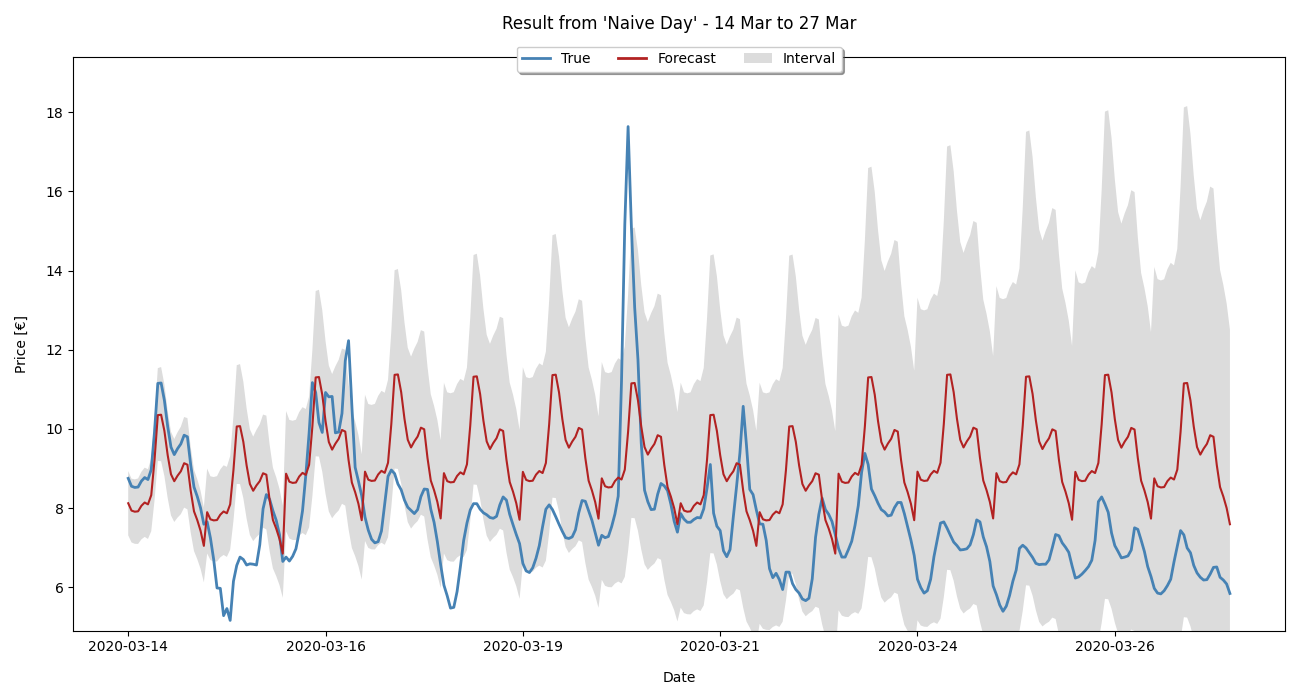 Result from 'Naive Day' - 14 Mar to 27 Mar
True Forecast Interval
18
16
14
12
10
8
6
Price [€]
2020-03-14 2020-03-16 2020-03-19 2020-03-21 2020-03-24 2020-03-26
Date